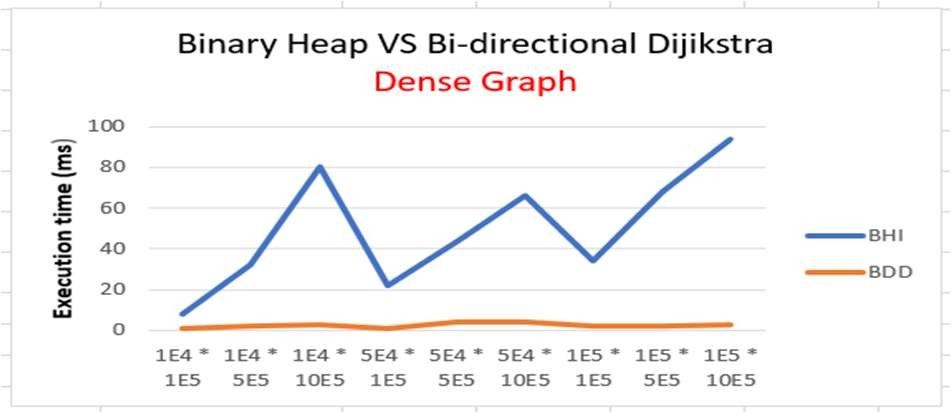 Binary Heap VS Bi-directional Dijikstra
Dense Graph
Execution time (ms)
100
80
60
40
20
0
1E4 * 1E4 * 1E4 * 5E4 * 5E4 * 5E4 * 1E5 * 1E5 * 1E5 *
1E5 5E5 10E5 1E5 5E5 10E5 1E5 5E5 10E5
BHI
BDD